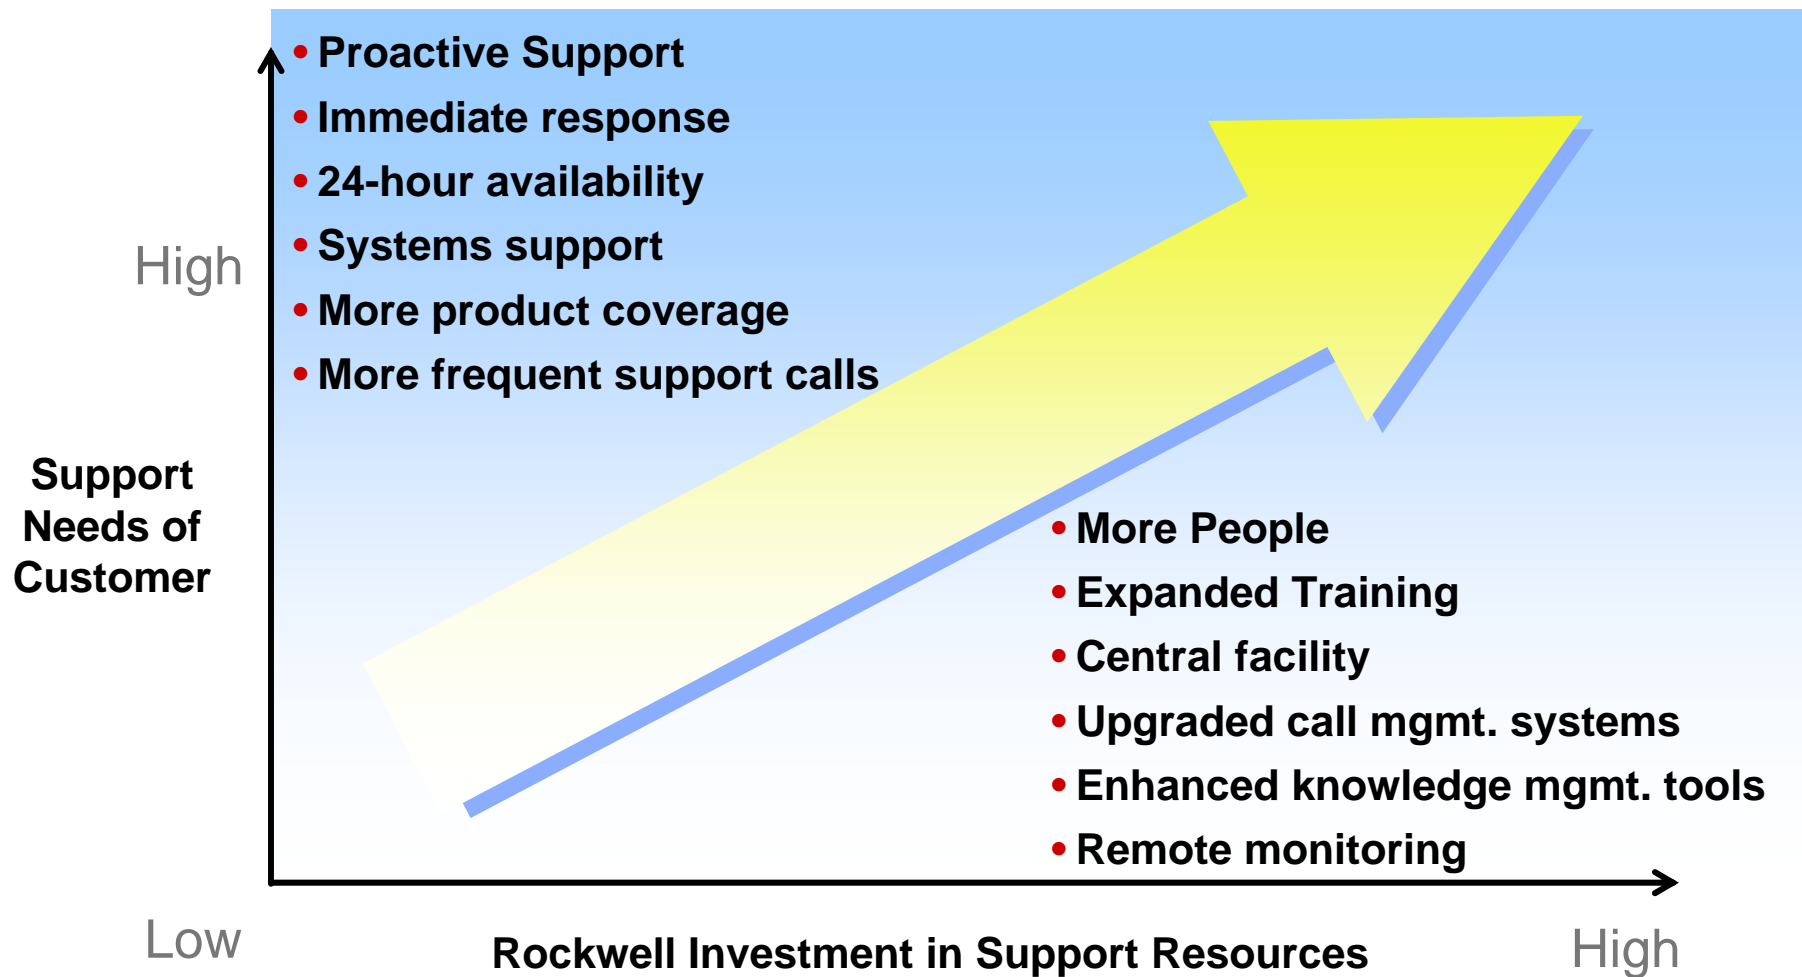 • Proactive Support
• Immediate response
• 24-hour availability
• Systems support
• More product coverage
• More frequent support calls
High
Support
Needs of
Customer
• More People
• Expanded Training
• Central facility
• Upgraded call mgmt. systems
• Enhanced knowledge mgmt. tools
• Remote monitoring
Low
Rockwell Investment in Support Resources
High